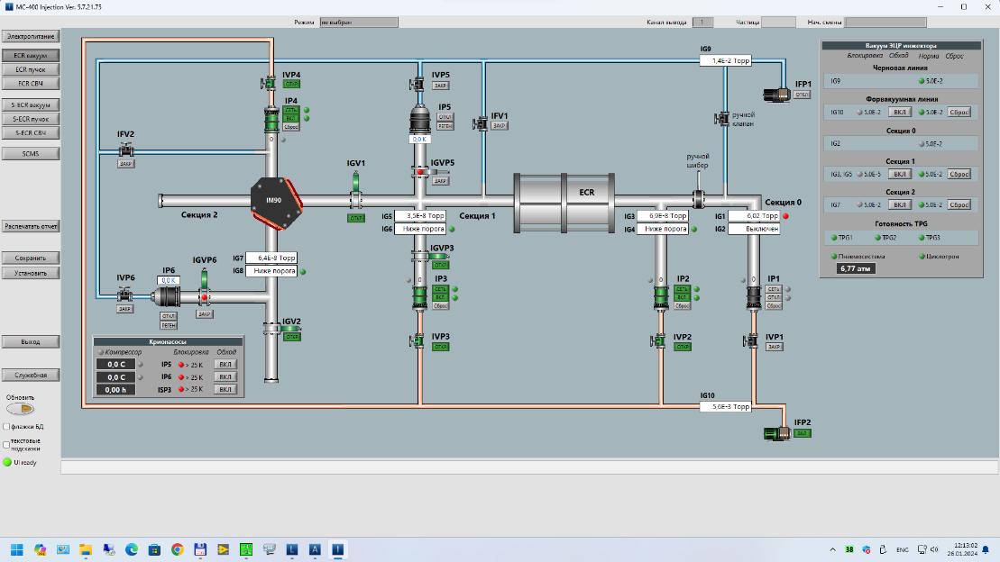 MC-400 Injection Ver. 5.7.21.75
Режим не выбран Канал вывода 1 Частица Нач. смены
Электропитание
ECR вакуум
ECR пучок
ECR СВЧ
S-ECR вакуум
S-ECR пучок
S-ECR СВЧ
SCMS
Распечатать отчет
Сохранить
Установить
Выход
Служебная
Обновить
флажки БД
текстовые
подсказки
UI ready
IG9
1,4E-2 Торр
IFP1
ОТКЛ
IVP4
ОТКР
IP4
СЕТЬ
ВКЛ
Сброс
0
IVP5
ЗАКР
IP5
ОТКЛ
РЕГЕН
0,0 K
IFV1
ЗАКР
ручной
клапан
IFV2
ЗАКР
IGV1
ОТКР
IGVP5
ЗАКР
ручной
шибер
IM90
ECR
Секция 2
Секция 1
Секция 0
IG5 3,5E-8 Торр
IG6 Ниже порога
IG3 6,9E-8 Торр
IG4 Ниже порога
IG1 6,02 Торр
IG2 Выключен
IG7 6,4E-8 Торр
IG8 Ниже порога
IGVP3
ОТКР
IGVP6
ЗАКР
IVP6
ЗАКР
IP6
0,0 K
ОТКЛ
РЕГЕН
0
IP3
СЕТЬ
ВКЛ
Сброс
0
IP2
СЕТЬ
ВКЛ
Сброс
0
IP1
СЕТЬ
ОТКЛ
Сброс
IGV2
ОТКР
IVP3
ОТКР
IVP2
ОТКР
IVP1
ЗАКР
Крионасосы
Компрессор Блокировка Обход
0,0 C IP5 > 25 K ВКЛ
0,0 C IP6 > 25 K ВКЛ
0,00 h ISP3 > 25 K ВКЛ
IG10
5,6E-3 Торр
IFP2
ВКЛ
Вакуум ЭЦР инжектора
Блокировка Обход Норма Сброс
Черновая линия
IG9 5.0E-2
Форвакуумная линия
IG10 5.0E-2 ВКЛ 5.0E-2 Сброс
Секция 0
IG2 5.0E-2
Секция 1
IG3, IG5 5.0E-5 ВКЛ 5.0E-2 Сброс
Секция 2
IG7 5.0E-2 ВКЛ 5.0E-2 Сброс
Готовность TPG
TPG1 TPG2 TPG3
Пневмосистема Циклотрон
6,77 атм
38
ENG
12:13:02
26.01.2024